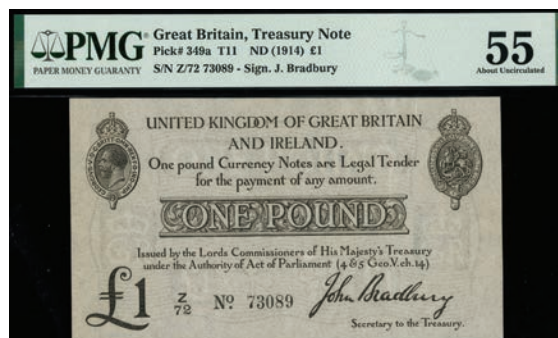 PMG
PAPER MONEY GUARANTY
Great Britain, Treasury Note
Pick# 349a T11 ND (1914) £1
S/N Z/72 73089 - Sign. J. Bradbury
55
About Uncirculated
UNITED KINGDOM OF GREAT BRITAIN
AND IRELAND.
One pound Currency Notes are Legal Tender
for the payment of any amount.
ONE POUND
Issued by the Lords Commissioners of His Majesty's Treasury
under the Authority of Act of Parliament (4 & 5 Geo.V.ch.14)
£1 Z/72 Nº 73089 John Bradbury
Secretary to the Treasury.